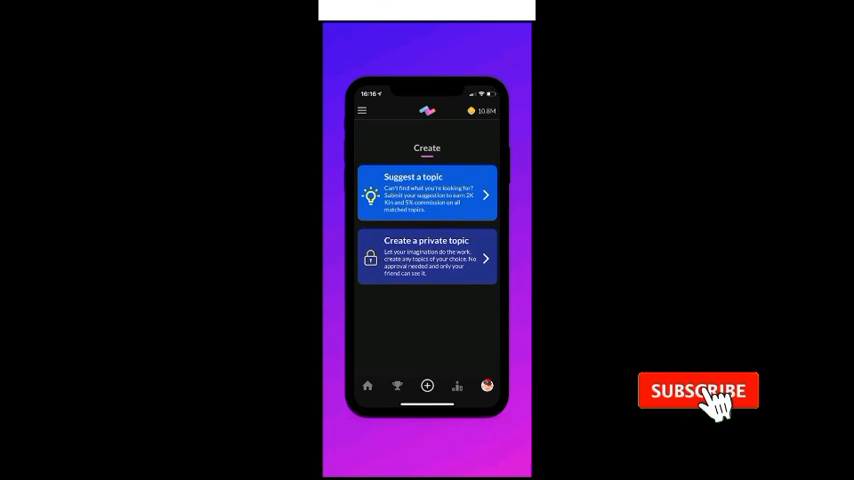 16:16
10.8M
Create
Suggest a topic
Can't find what you're looking for?
Submit your suggestion to earn 2K
Kin and 5% commission on all
matched topics.
Create a private topic
Let your imagination do the work,
create any topics of your choice. No
approval needed and only your
friend can see it.
SUBSCRIBE